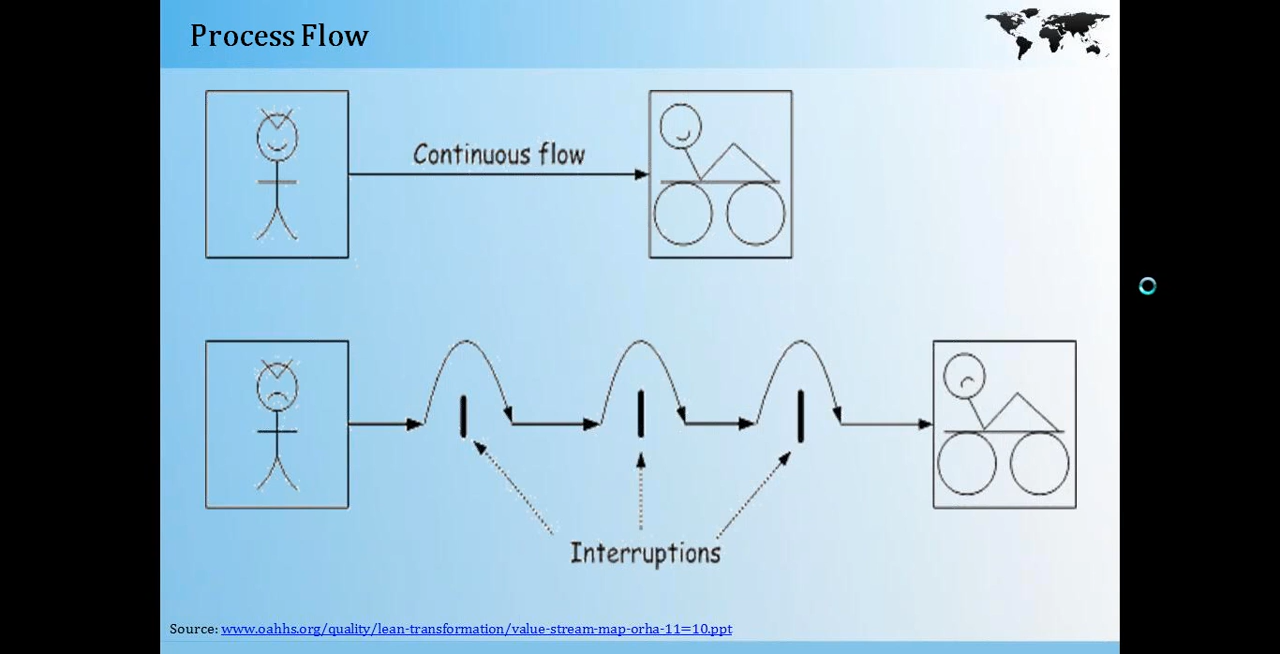 Process Flow
Continuous flow
Interruptions
Source: www.oahhs.org/quality/lean-transformation/value-stream-map-orha-11=10.ppt